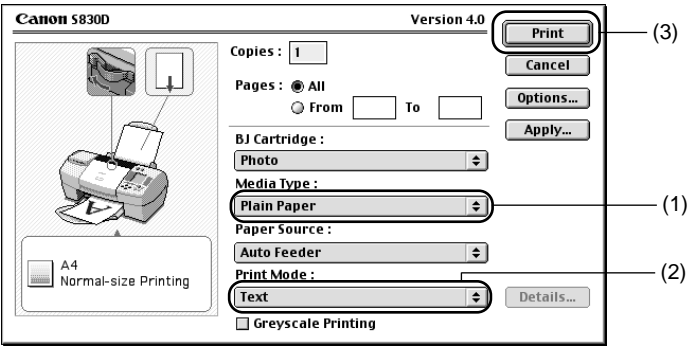 Canon S830D
Version 4.0
Print
(3)
Copies : 1
Cancel
Pages : All
From To
Options...
Apply...
BJ Cartridge :
Photo
Media Type :
Plain Paper
(1)
Paper Source :
Auto Feeder
A4
Normal-size Printing
Print Mode :
(2)
Text
Details...
Greyscale Printing
A